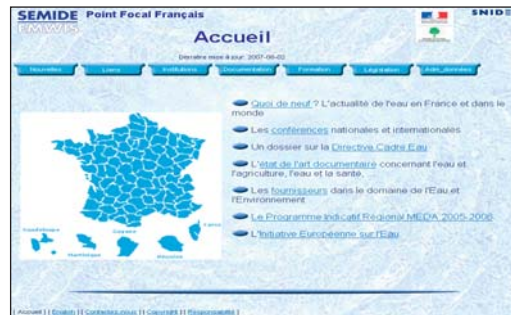 SEMIDE Point Focal Français
EMWIS
SNIDE
Accueil
Dernière mise à jour: 2007-08-02
Nouvelles Liens Institutions Documentation Formation Législation Adm_données
Quoi de neuf ? L'actualité de l'eau en France et dans le
monde
Les conférences nationales et internationales
Un dossier sur la Directive Cadre Eau
L'état de l'art documentaire concernant l'eau et
l'agriculture, l'eau et la santé,
Les fournisseurs dans le domaine de l'Eau et
l'Environnement
Le Programme Indicatif Régional MEDA 2005-2006
L'Initiative Européenne sur l'Eau
Guadeloupe
Guyane
Corse
Martinique
Réunion
| Accueil | | English | | Contactez-nous | | Copyright | | Responsabilité |